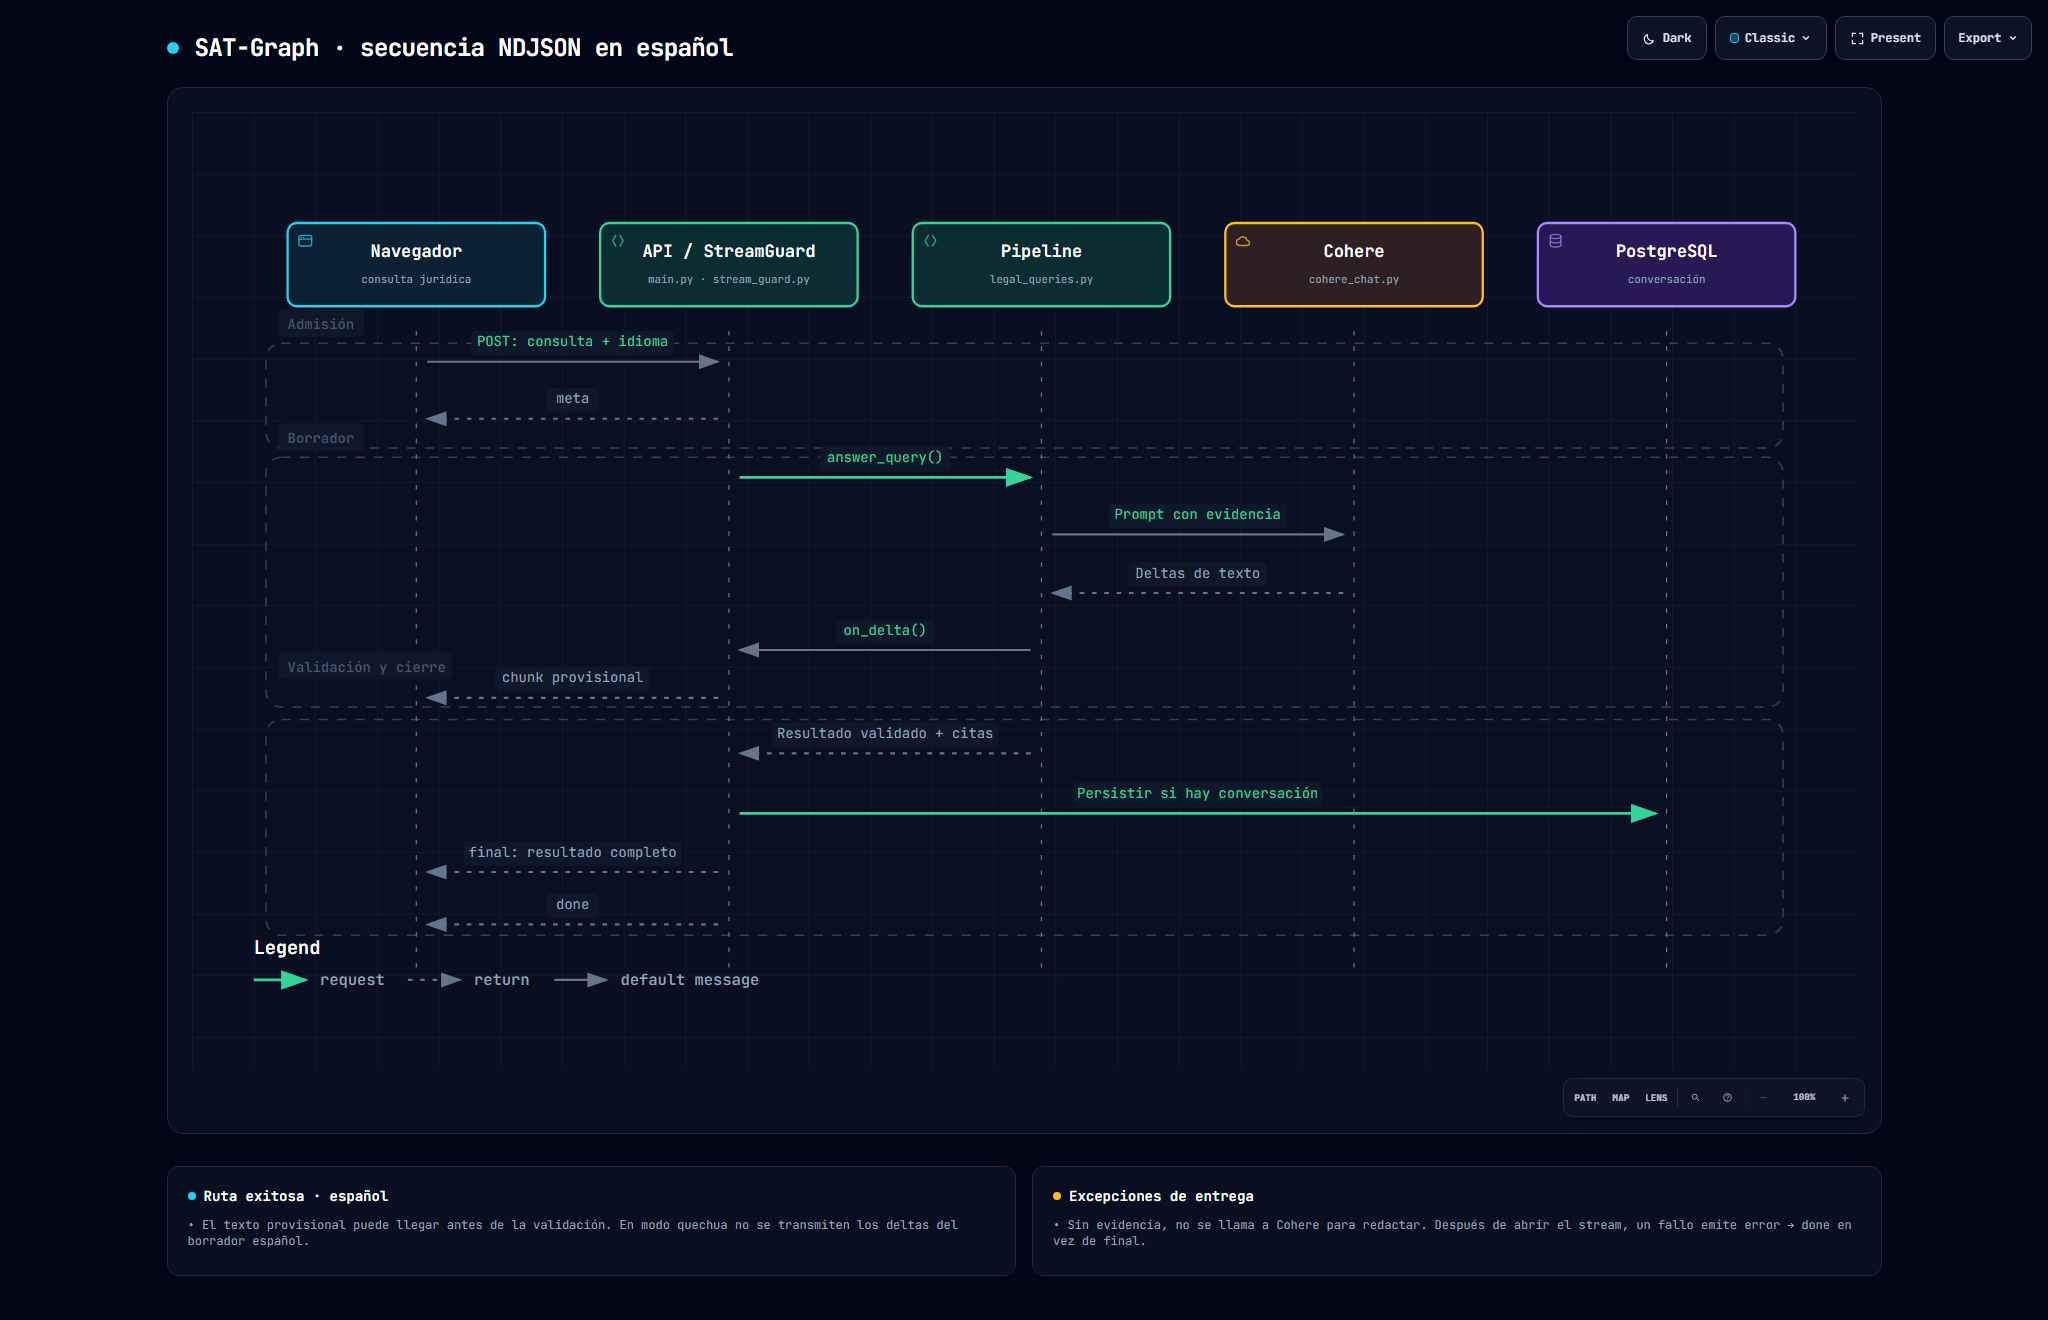 SAT-Graph · secuencia NDJSON en español
Dark
Classic
Present
Export
Navegador
consulta jurídica
API / StreamGuard
main.py · stream_guard.py
Pipeline
legal_queries.py
Cohere
cohere_chat.py
PostgreSQL
conversación
Admisión
POST: consulta + idioma
meta
Borrador
answer_query()
Prompt con evidencia
Deltas de texto
on_delta()
Validación y cierre
chunk provisional
Resultado validado + citas
Persistir si hay conversación
final: resultado completo
done
Legend
request
return
default message
PATH
MAP
LENS
100%
Ruta exitosa · español
• El texto provisional puede llegar antes de la validación. En modo quechua no se transmiten los deltas del
borrador español.
Excepciones de entrega
• Sin evidencia, no se llama a Cohere para redactar. Después de abrir el stream, un fallo emite error → done en
vez de final.